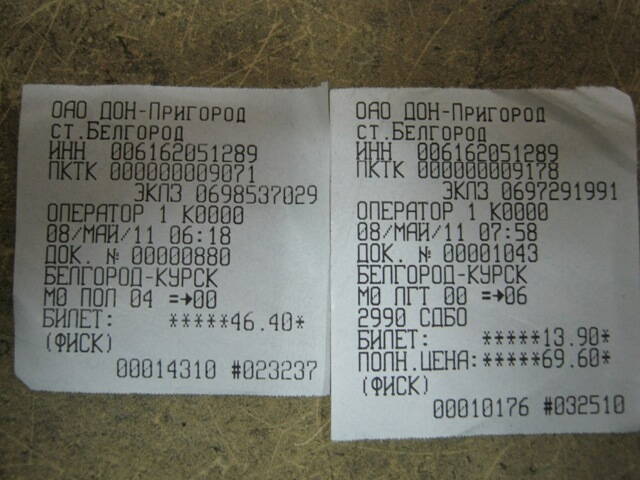 ОАО ДОН-ПРИГОРОД
СТ.БЕЛГОРОД
ИНН 006162051289
ПКТК 000000009071
ЭКЛЗ 0698537029
ОПЕРАТОР 1 К0000
08/МАЙ/11 06:18
ДОК. № 00000880
БЕЛГОРОД-КУРСК
М0 ПОЛ 04 =➔00
БИЛЕТ: *****46.40*
(ФИСК)
00014310 #023237
ОАО ДОН-ПРИГОРОД
СТ.БЕЛГОРОД
ИНН 006162051289
ПКТК 000000009178
ЭКЛЗ 0697291991
ОПЕРАТОР 1 К0000
08/МАЙ/11 07:58
ДОК. № 00001043
БЕЛГОРОД-КУРСК
М0 ЛГТ 00 =➔06
2990 СДБО
БИЛЕТ: *****13.90*
ПОЛН.ЦЕНА:*****69.60*
(ФИСК)
00010176 #032510